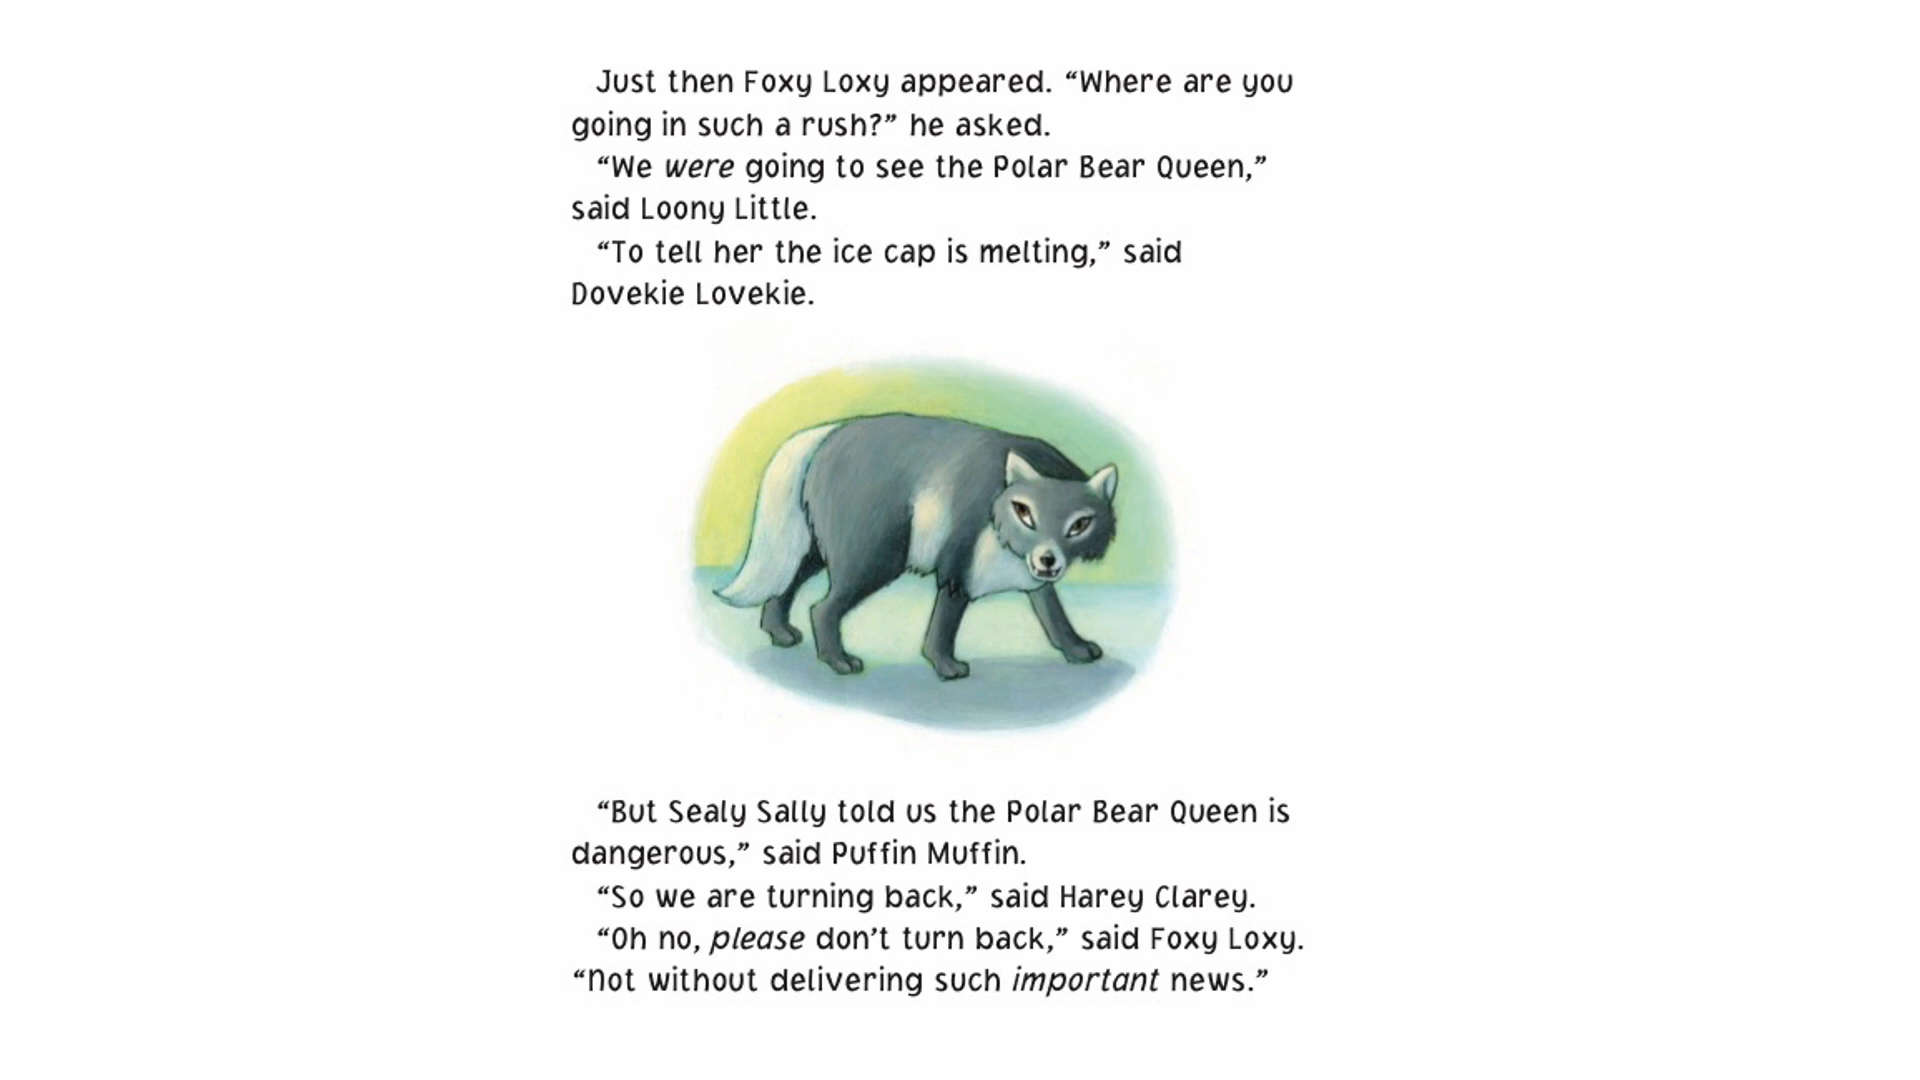 Just then Foxy Loxy appeared. “Where are you
going in such a rush?” he asked.
“We were going to see the Polar Bear Queen,”
said Loony Little.
“To tell her the ice cap is melting,” said
Dovekie Lovekie.
“But Sealy Sally told us the Polar Bear Queen is
dangerous,” said Puffin Muffin.
“So we are turning back,” said Harey Clarey.
“Oh no, please don’t turn back,” said Foxy Loxy.
“Not without delivering such important news.”